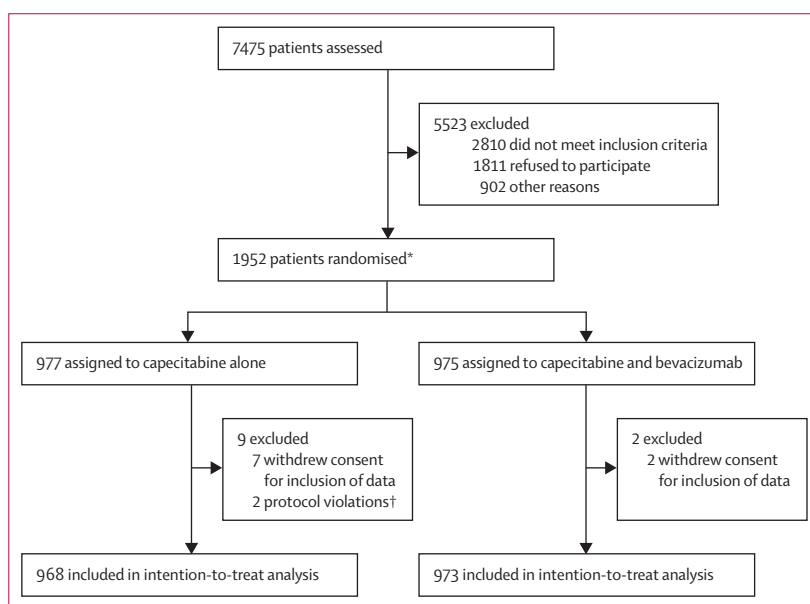 7475 patients assessed
5523 excluded
2810 did not meet inclusion criteria
1811 refused to participate
902 other reasons
1952 patients randomised*
977 assigned to capecitabine alone
975 assigned to capecitabine and bevacizumab
9 excluded
7 withdrew consent
for inclusion of data
2 protocol violations†
2 excluded
2 withdrew consent
for inclusion of data
968 included in intention-to-treat analysis
973 included in intention-to-treat analysis